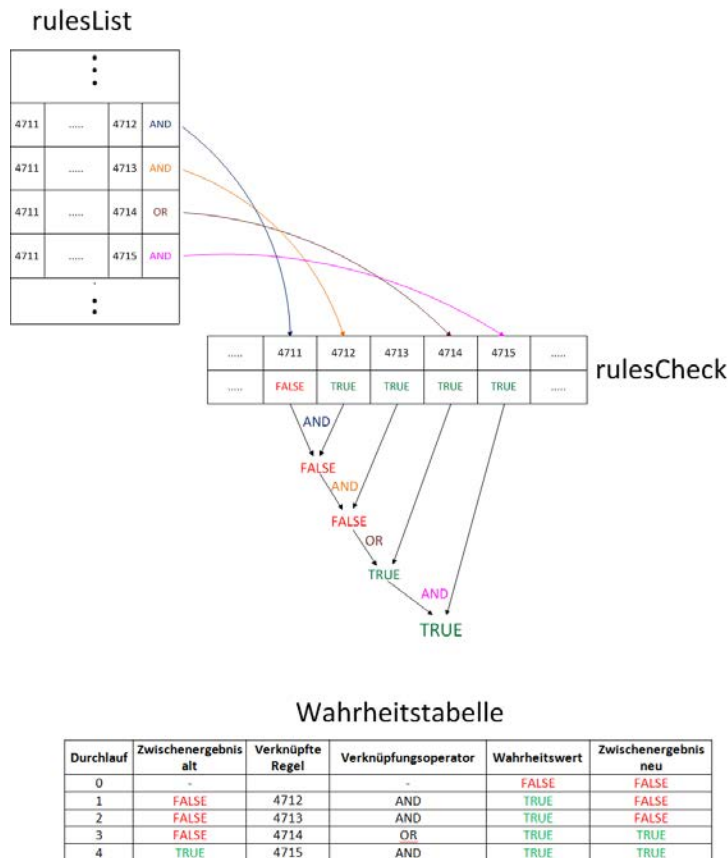 rulesList
4711 ..... 4712 AND
4711 ..... 4713 AND
4711 ..... 4714 OR
4711 ..... 4715 AND
..... 4711 4712 4713 4714 4715 .....
rulesCheck
..... FALSE TRUE TRUE TRUE TRUE .....
AND
FALSE
AND
FALSE
OR
TRUE
AND
TRUE
Wahrheitstabelle
Durchlauf Zwischenergebnis alt Verknüpfte Regel Verknüpfungsoperator Wahrheitswert Zwischenergebnis neu
0 - - FALSE FALSE
1 FALSE 4712 AND TRUE FALSE
2 FALSE 4713 AND TRUE FALSE
3 FALSE 4714 OR TRUE TRUE
4 TRUE 4715 AND TRUE TRUE